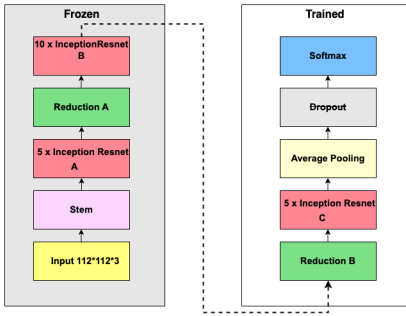 Frozen
10 x InceptionResnet
B
Reduction A
5 x Inception Resnet
A
Stem
Input 112*112*3
Trained
Softmax
Dropout
Average Pooling
5 x Inception Resnet
C
Reduction B